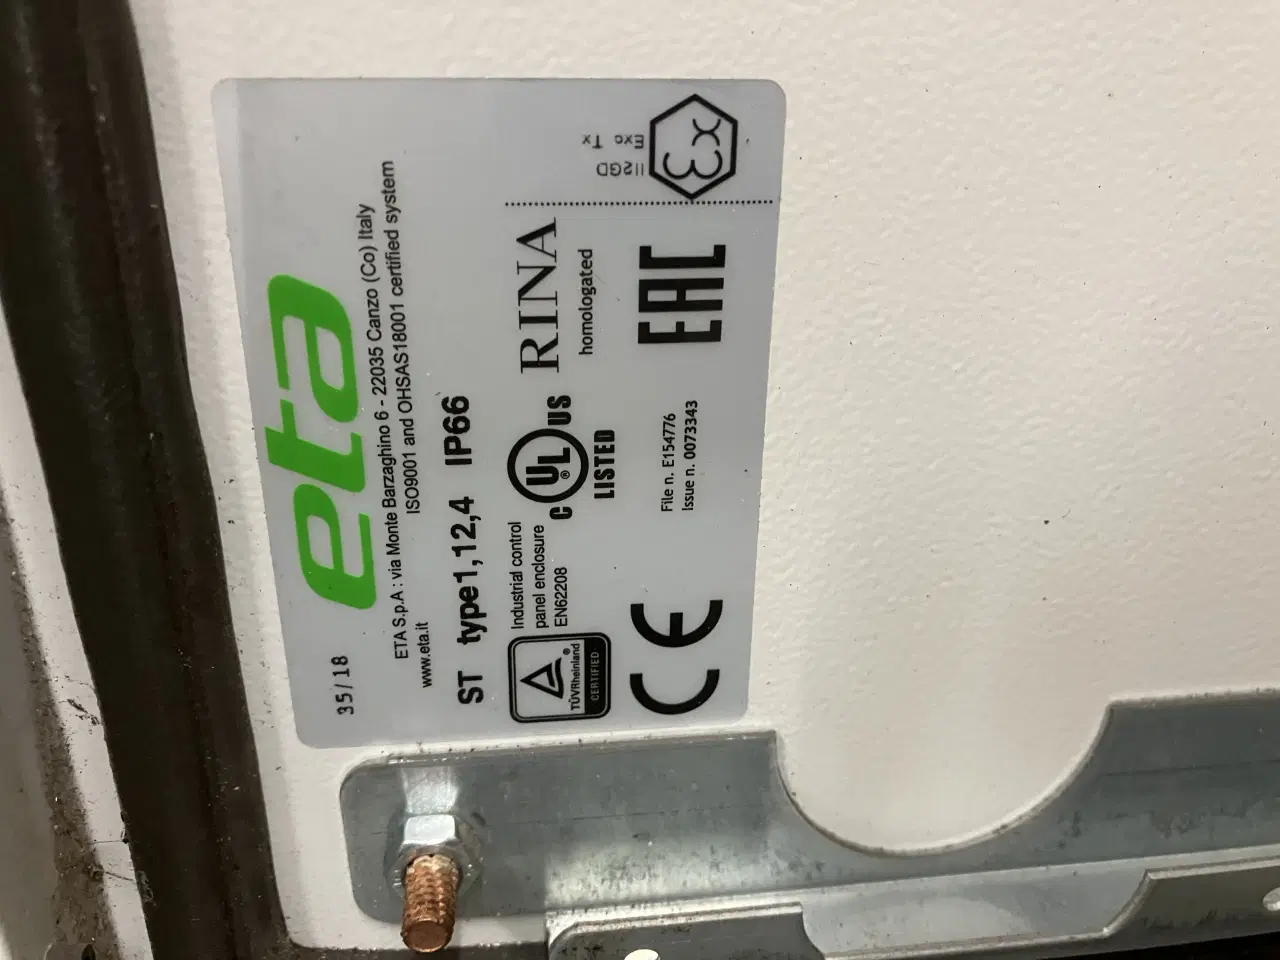 35/18
eta
ETA S.p.A : via Monte Barzaghino 6 - 22035 Canzo (Co) Italy
www.eta.it
ISO9001 and OHSAS18001 certified system
ST type1,12,4 IP66
TÜVRheinland®
CERTIFIED
Industrial control
panel enclosure
EN62208
c UL® US
LISTED
RINA
homologated
CE
File n. E154776
Issue n. 0073343
EAC
εx
II2GD
Exc Tx